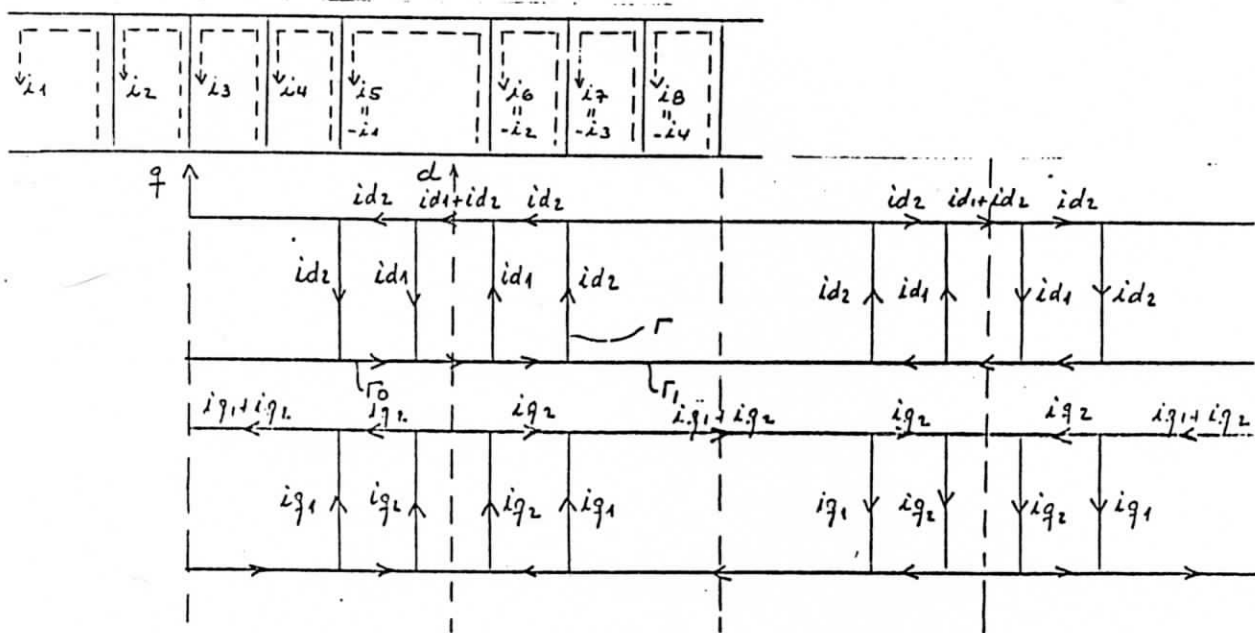 i1 i2 i3 i4 i5 i6 i7 i8
= = = =
-i1 -i2 -i3 -i4
q d
id2 id1+id2 id2 id2 id1+id2 id2
id2 id1 id1 id2 id2 id1 id1 id2
r
r0 r1
iq1+iq2 iq2 iq2 iq1+iq2 iq2 iq2 iq1+iq2
iq1 iq2 iq2 iq1 iq1 iq2 iq2 iq1